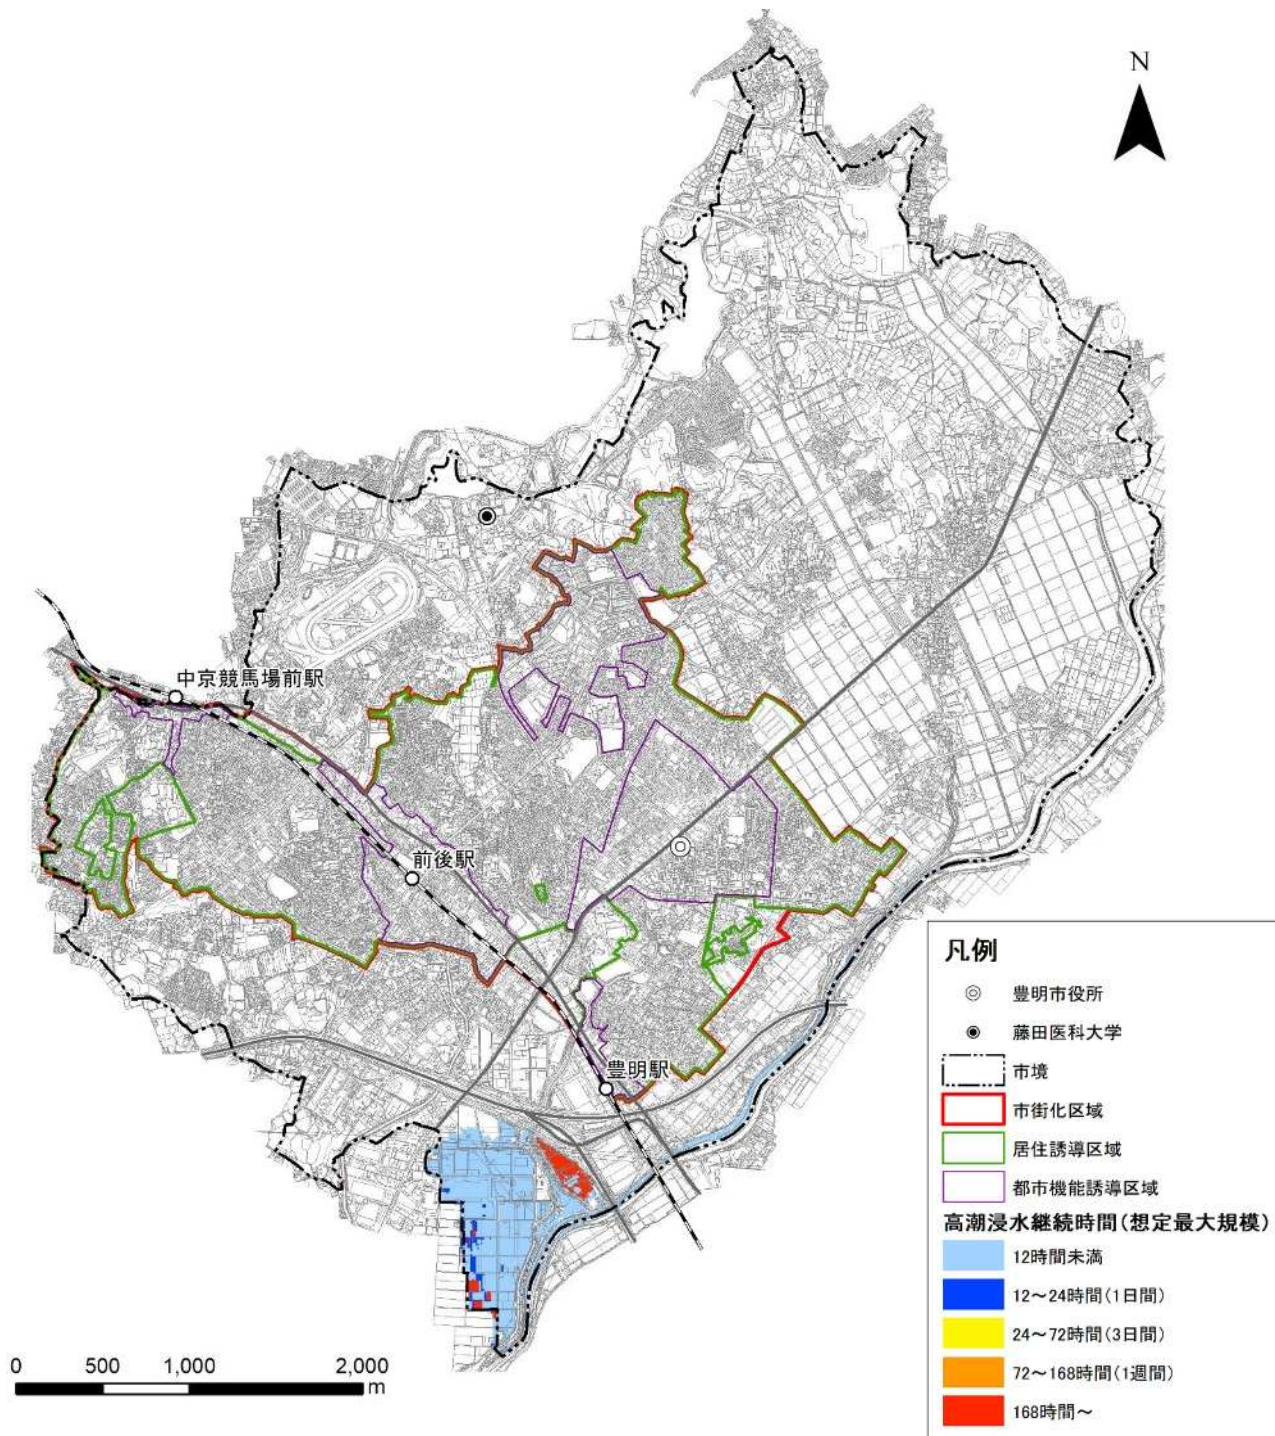 N
中京競馬場前駅
前後駅
豊明駅
凡例
豊明市役所
藤田医科大学
市境
市街化区域
居住誘導区域
都市機能誘導区域
高潮浸水継続時間(想定最大規模)
12時間未満
12～24時間(1日間)
24～72時間(3日間)
72～168時間(1週間)
168時間～
0 500 1,000 2,000
m